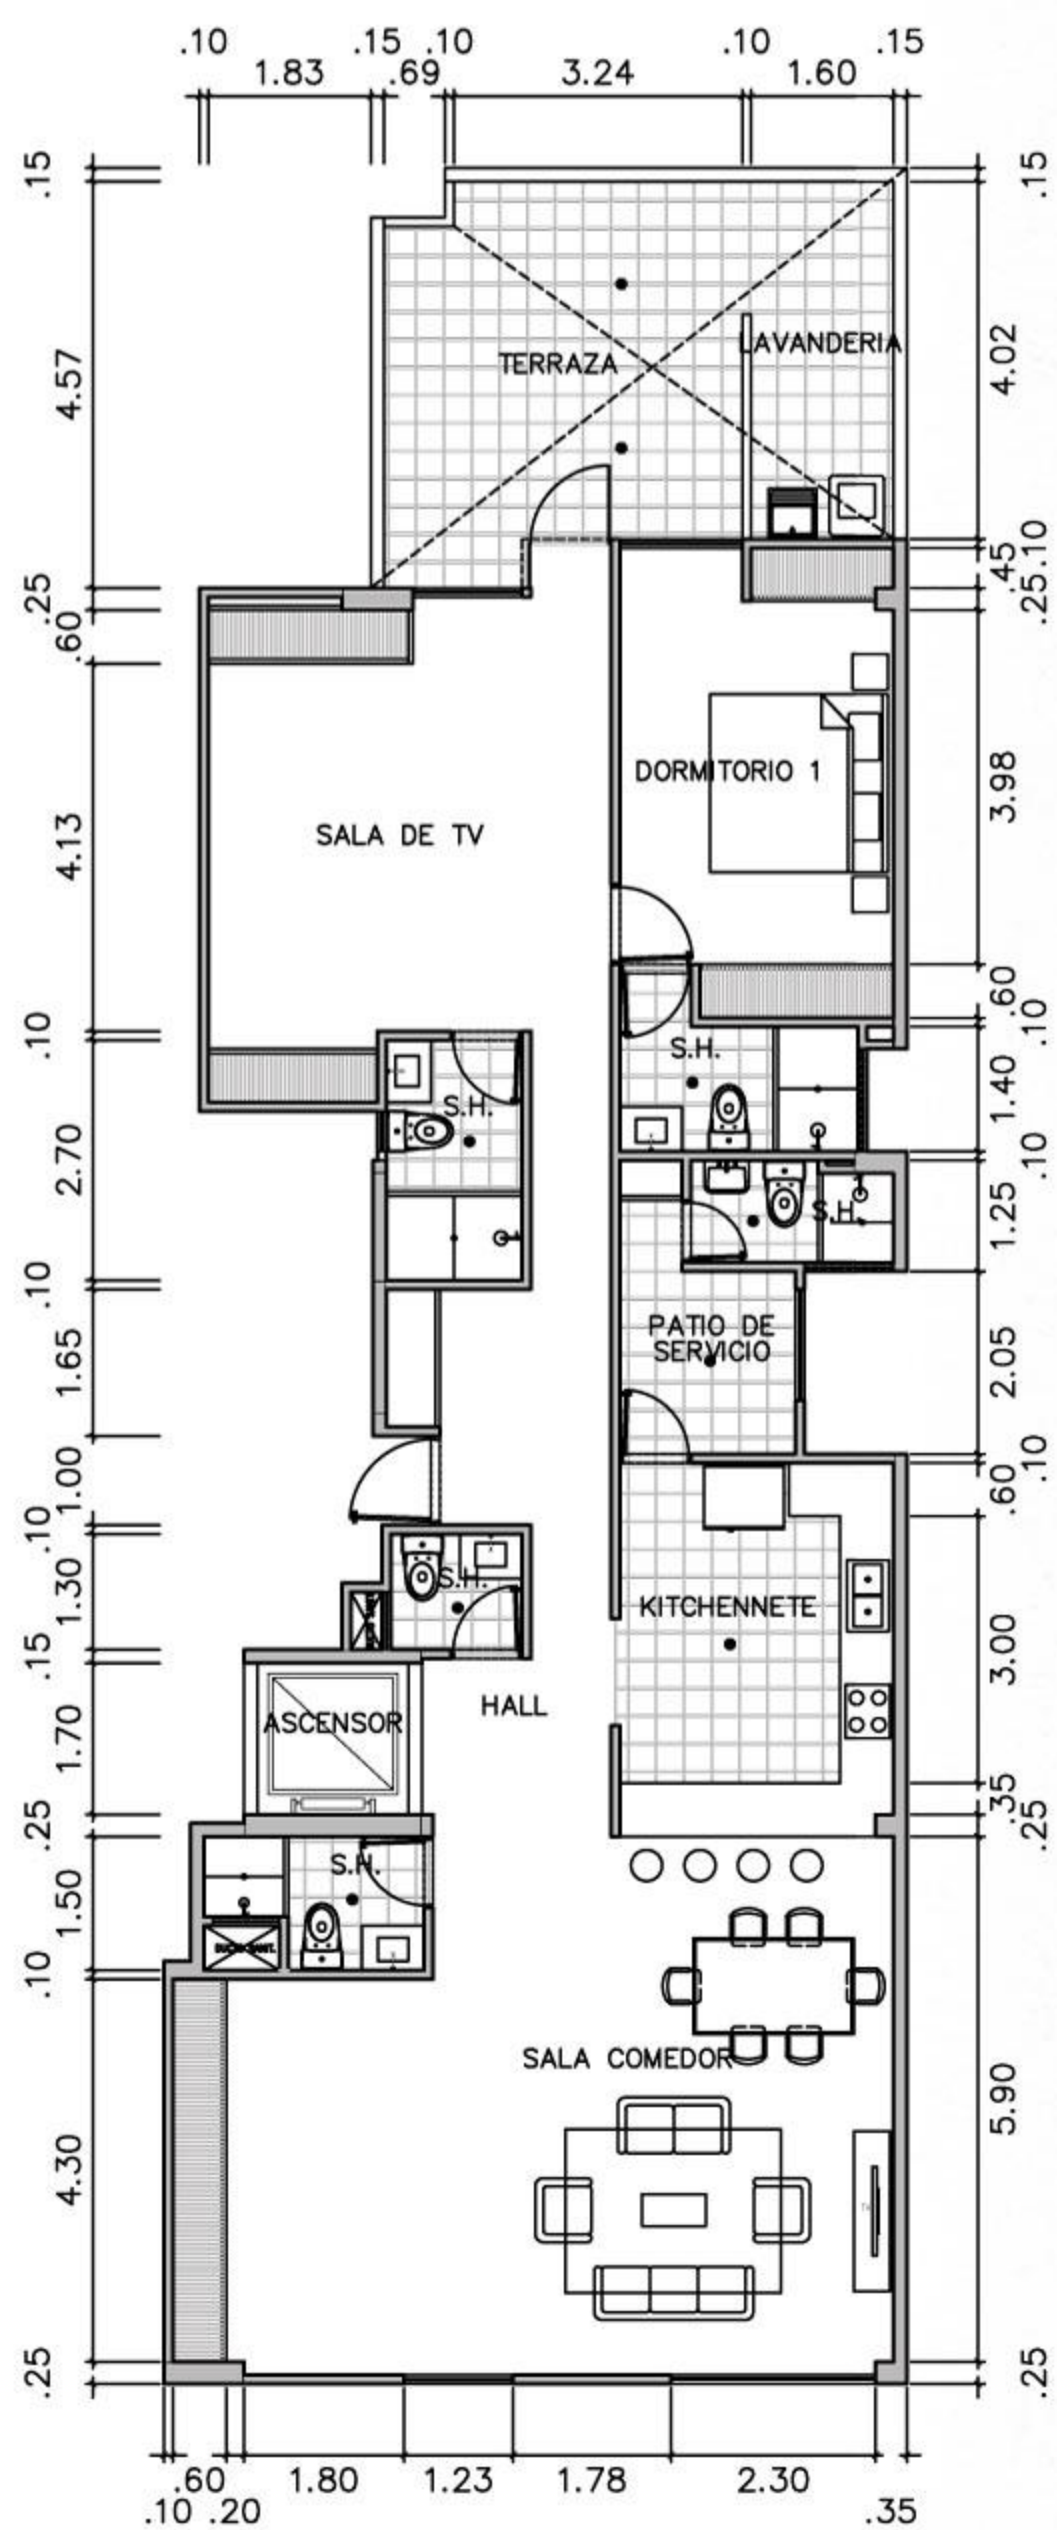 .10 .15 .10 .10 .15
1.83 .69 3.24 1.60
.15
4.57
.25
.60
4.13
.10
2.70
.10
1.65
1.00
.10
1.30
.15
1.70
.25
1.50
.10
4.30
.25
.15
4.02
.10
.45
.25
3.98
.60
.10
1.40
.10
1.25
2.05
.10
.60
3.00
.35
.25
5.90
.25
TERRAZA
LAVANDERIA
DORMITORIO 1
SALA DE TV
S.H.
S.H.
S.H.
PATIO DE
SERVICIO
S.H.
KITCHENNETE
HALL
ASCENSOR
S.H.
SALA COMEDOR
.60 1.80 1.23 1.78 2.30
.10 .20 .35